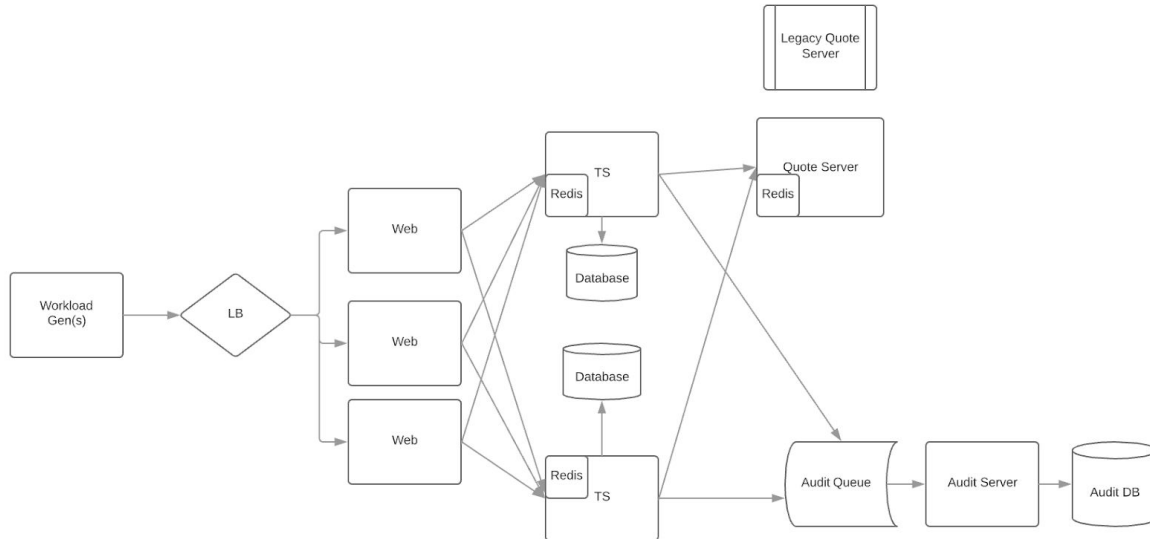 Legacy Quote
Server
TS
Redis
Quote Server
Redis
Web
Database
Workload
Gen(s)
LB
Web
Database
Web
Redis
TS
Audit Queue
Audit Server
Audit DB